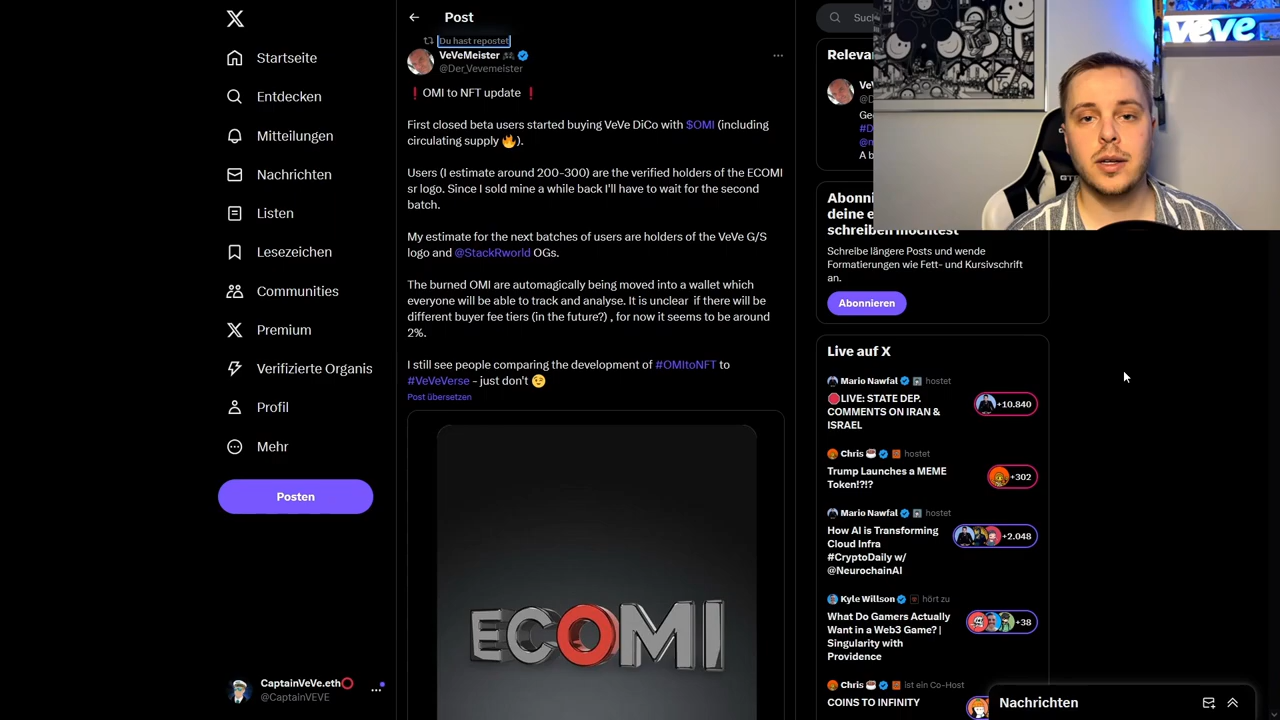 Post
Du hast repostet
VeVeMeister
@Der_Vevemeister
❗ OMI to NFT update ❗
First closed beta users started buying VeVe DiCo with $OMI (including
circulating supply 🔥).
Users (I estimate around 200-300) are the verified holders of the ECOMI
sr logo. Since I sold mine a while back I'll have to wait for the second
batch.
My estimate for the next batches of users are holders of the VeVe G/S
logo and @StackRworld OGs.
The burned OMI are automagically being moved into a wallet which
everyone will be able to track and analyse. It is unclear if there will be
different buyer fee tiers (in the future?) , for now it seems to be around
2%.
I still see people comparing the development of #OMItoNFT to
#VeVeVerse - just don't 😉
Post übersetzen
ECOMI
Startseite
Entdecken
Mitteilungen
Nachrichten
Listen
Lesezeichen
Communities
Premium
Verifizierte Organis
Profil
Mehr
Posten
CaptainVeVe.eth⭕
@CaptainVEVE
Suc
Relevan
Ve
@D
Ge
#D
@n
A b
veve
GT
Abonni
deine e
schreiben möchtest
Schreibe längere Posts und wende
Formatierungen wie Fett- und Kursivschrift
an.
Abonnieren
Live auf X
Mario Nawfal hostet
🔴LIVE: STATE DEP.
COMMENTS ON IRAN &
ISRAEL
+10.840
Chris hostet
Trump Launches a MEME
Token!?!?
+302
Mario Nawfal hostet
How AI is Transforming
Cloud Infra
#CryptoDaily w/
@NeurochainAI
+2.048
Kyle Willson hört zu
What Do Gamers Actually
Want in a Web3 Game? |
Singularity with
Providence
+38
Chris ist ein Co-Host
COINS TO INFINITY
Nachrichten